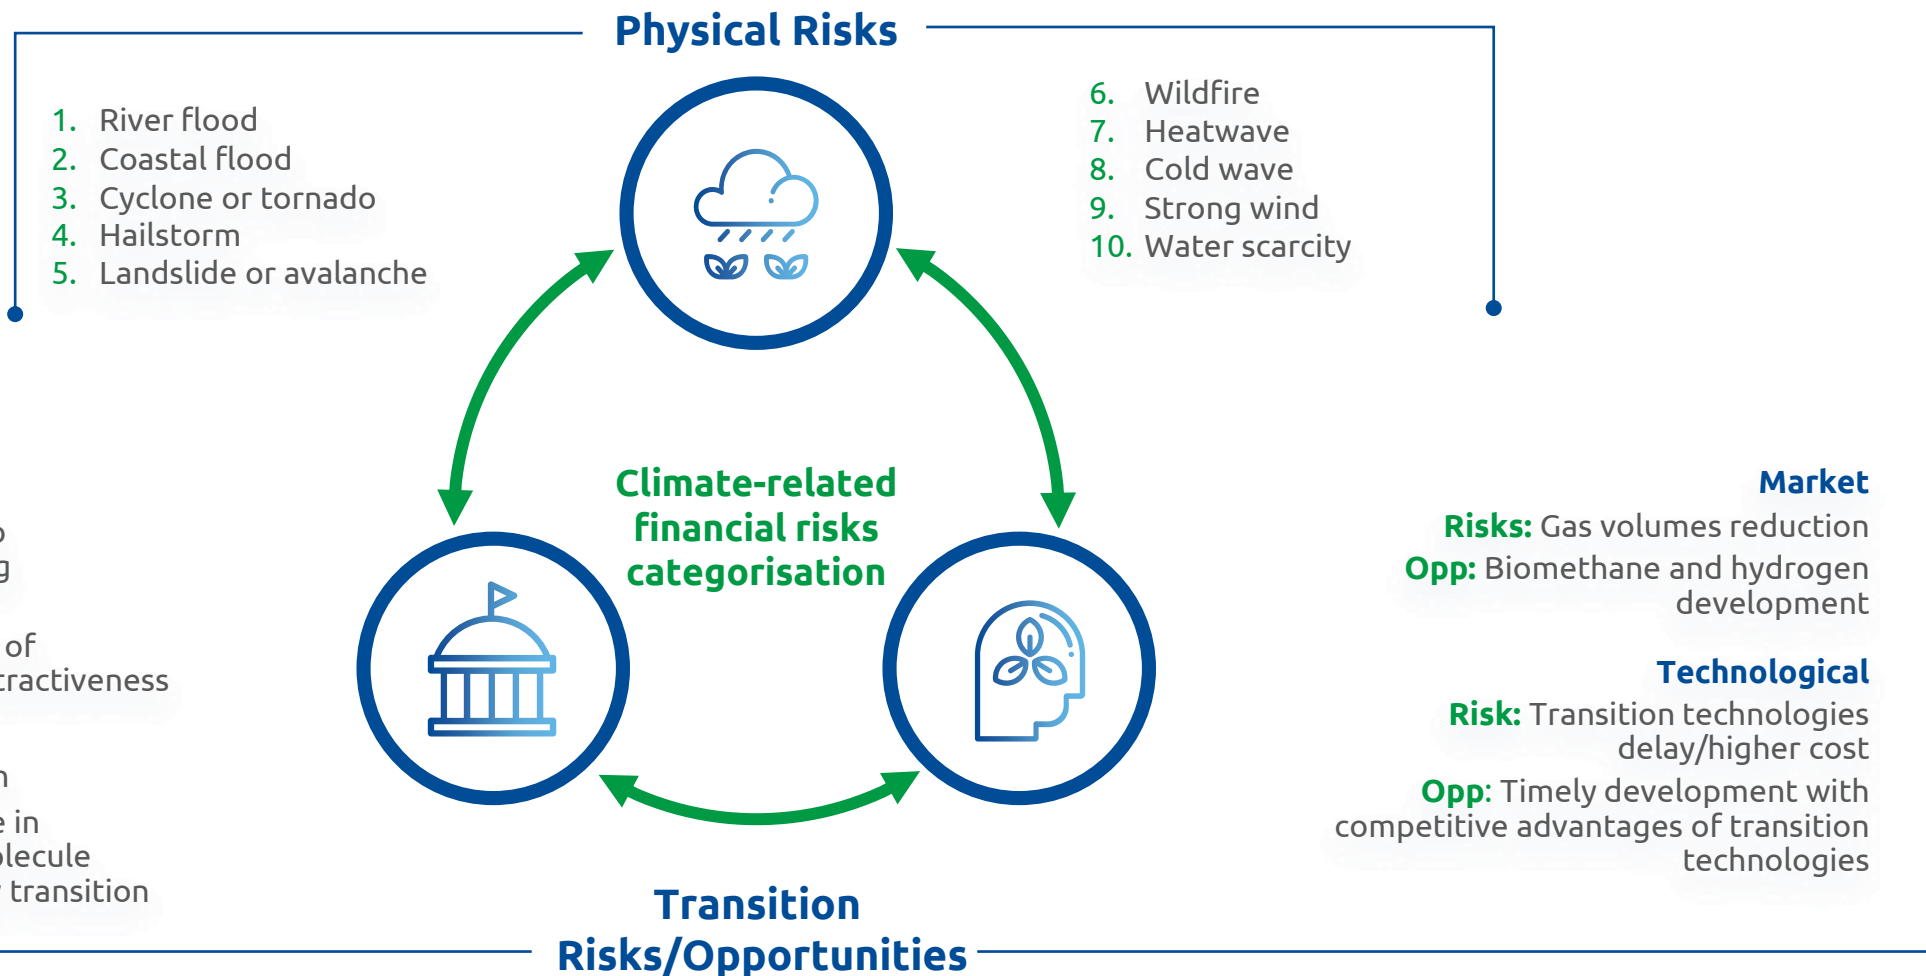 Physical Risks
1. River flood
2. Coastal flood
3. Cyclone or tornado
4. Hailstorm
5. Landslide or avalanche
6. Wildfire
7. Heatwave
8. Cold wave
9. Strong wind
10. Water scarcity
Climate-related
financial risks
categorisation
of
e in
transition
Market
Risks: Gas volumes reduction
Opp: Biomethane and hydrogen
development
Technological
Risk: Transition technologies
delay/higher cost
Opp: Timely development with
competitive advantages of transition
technologies
Transition
Risks/Opportunities